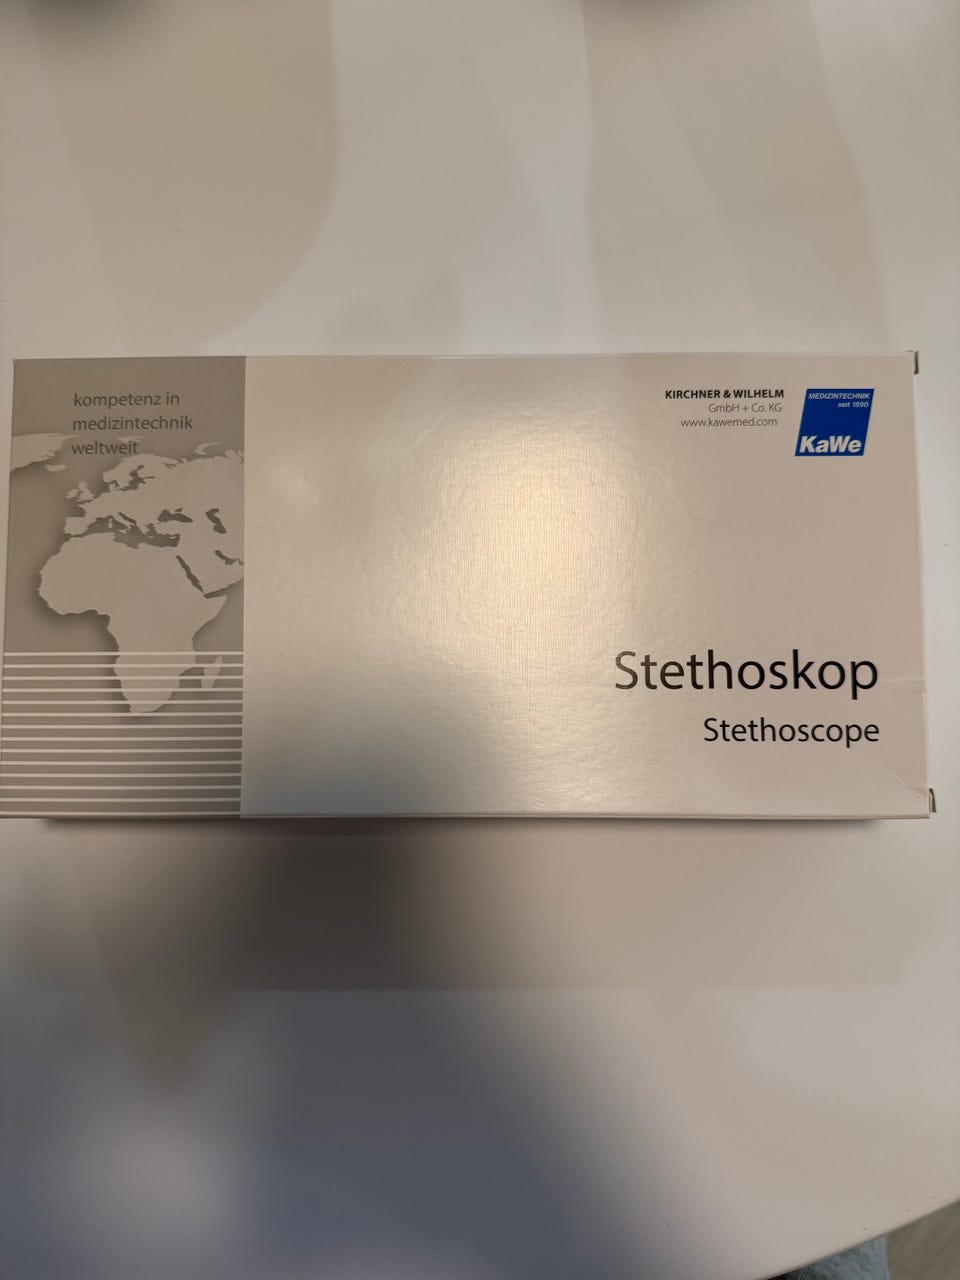 kompetenz in
medizintechnik
weltweit
KIRCHNER & WILHELM
GmbH + Co. KG
www.kawemed.com
MEDIZINTECHNIK
seit 1890
KaWe
Stethoskop
Stethoscope